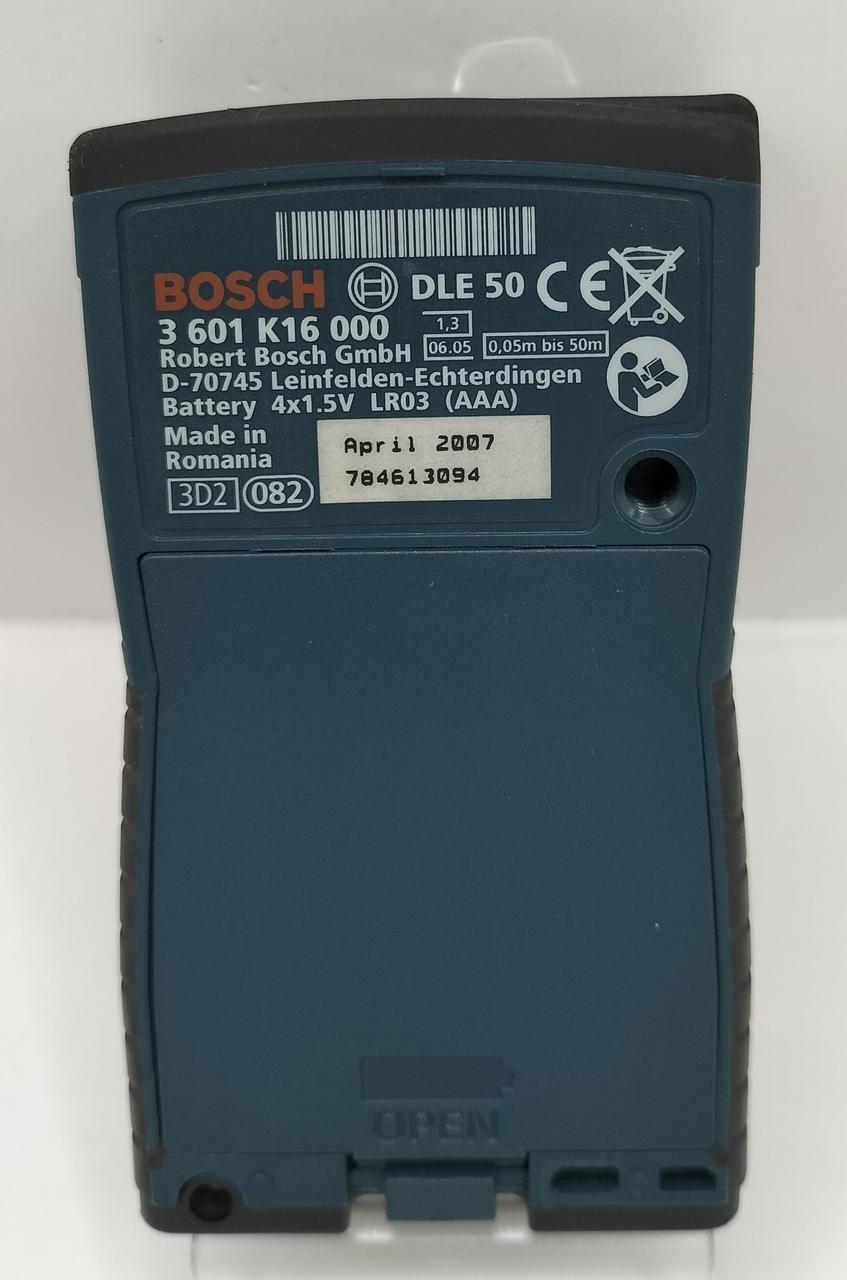 BOSCH DLE 50 CE
3 601 K16 000 1,3
Robert Bosch GmbH 06.05 0,05m bis 50m
D-70745 Leinfelden-Echterdingen
Battery 4x1.5V LR03 (AAA)
Made in
Romania
April 2007
784613094
3D2 082
OPEN